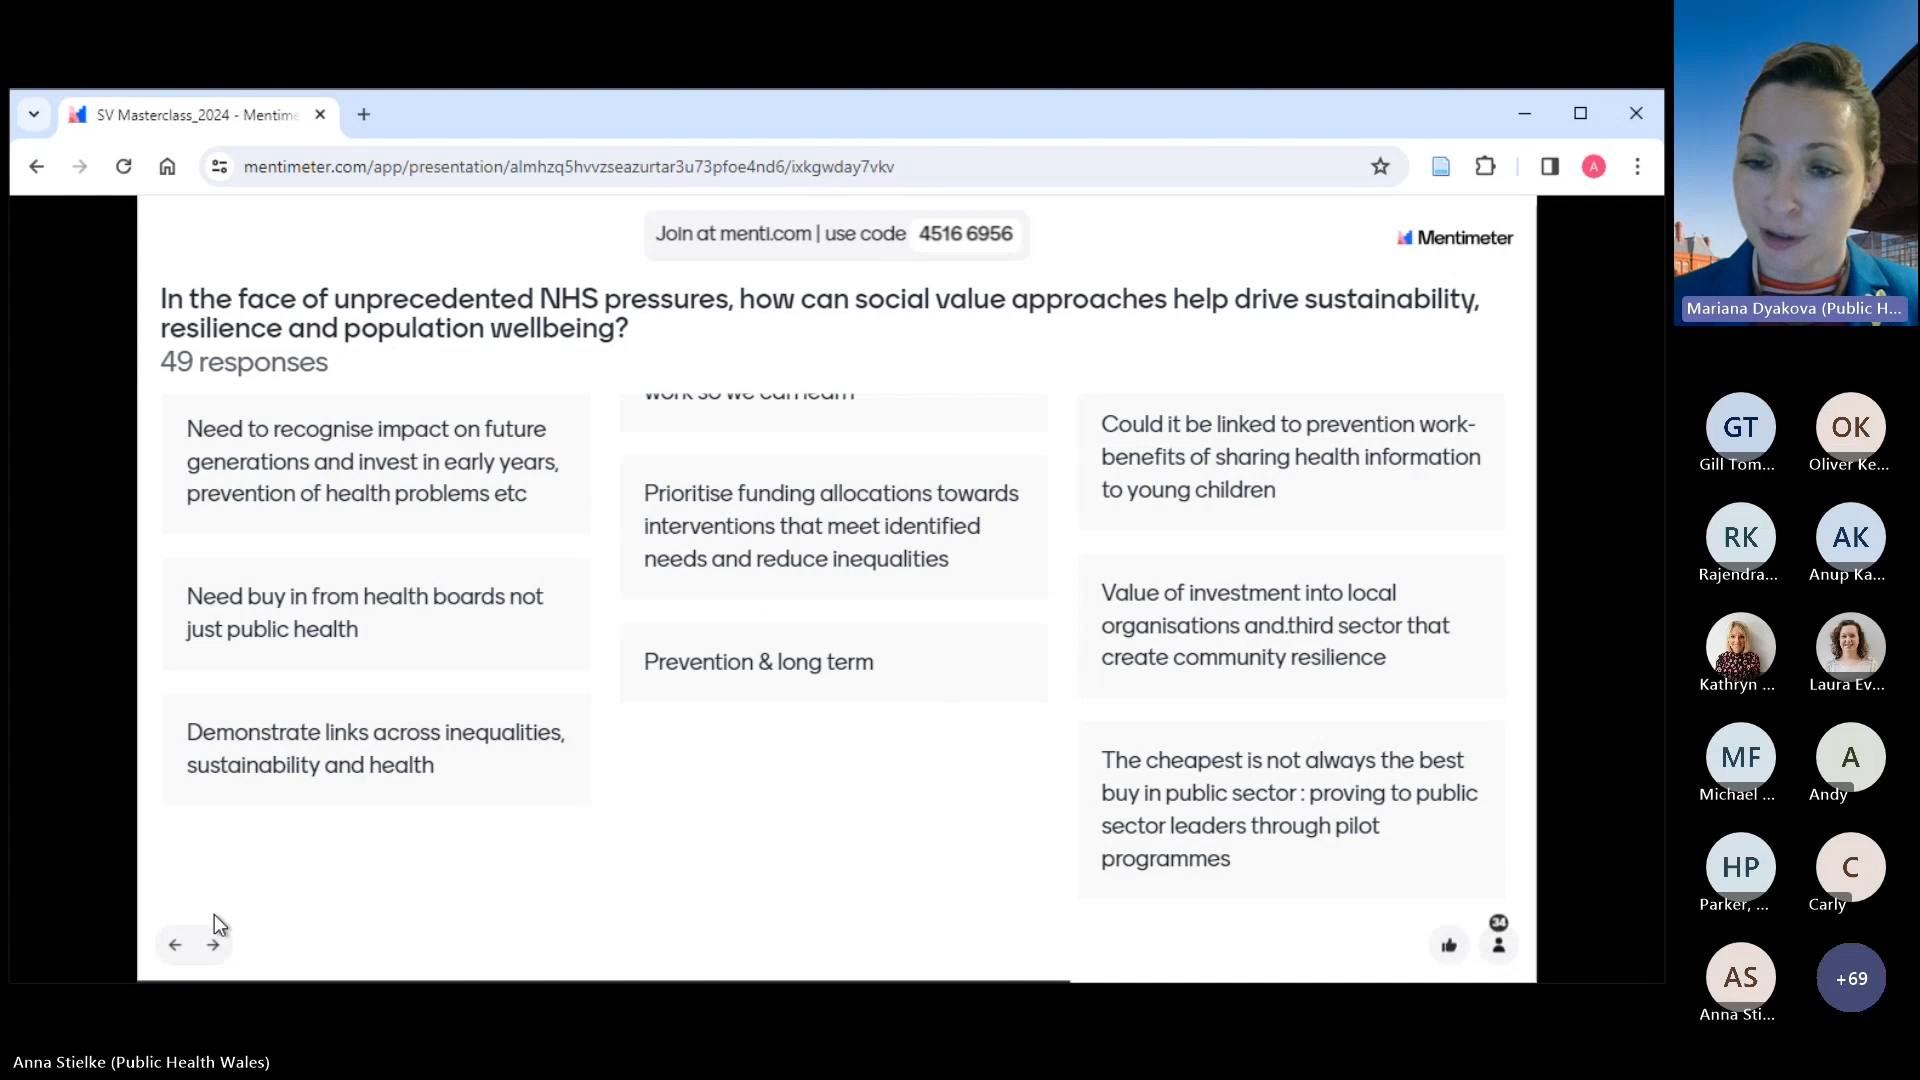 SV Masterclass_2024 - Mentime
mentimeter.com/app/presentation/almhzq5hvvzseazurtar3u73pfoe4nd6/ixkgwday7vkv
A
Join at menti.com | use code 4516 6956
Mentimeter
In the face of unprecedented NHS pressures, how can social value approaches help drive sustainability,
resilience and population wellbeing?
49 responses
Need to recognise impact on future
generations and invest in early years,
prevention of health problems etc
Need buy in from health boards not
just public health
Demonstrate links across inequalities,
sustainability and health
work so we can learn
Prioritise funding allocations towards
interventions that meet identified
needs and reduce inequalities
Prevention & long term
Could it be linked to prevention work-
benefits of sharing health information
to young children
Value of investment into local
organisations and.third sector that
create community resilience
The cheapest is not always the best
buy in public sector : proving to public
sector leaders through pilot
programmes
34
Mariana Dyakova (Public H...
GT
Gill Tom...
OK
Oliver Ke...
RK
Rajendra...
AK
Anup Ka...
Kathryn ...
Laura Ev...
MF
Michael ...
A
Andy
HP
Parker, ...
C
Carly
AS
Anna Sti...
+69
Anna Stielke (Public Health Wales)